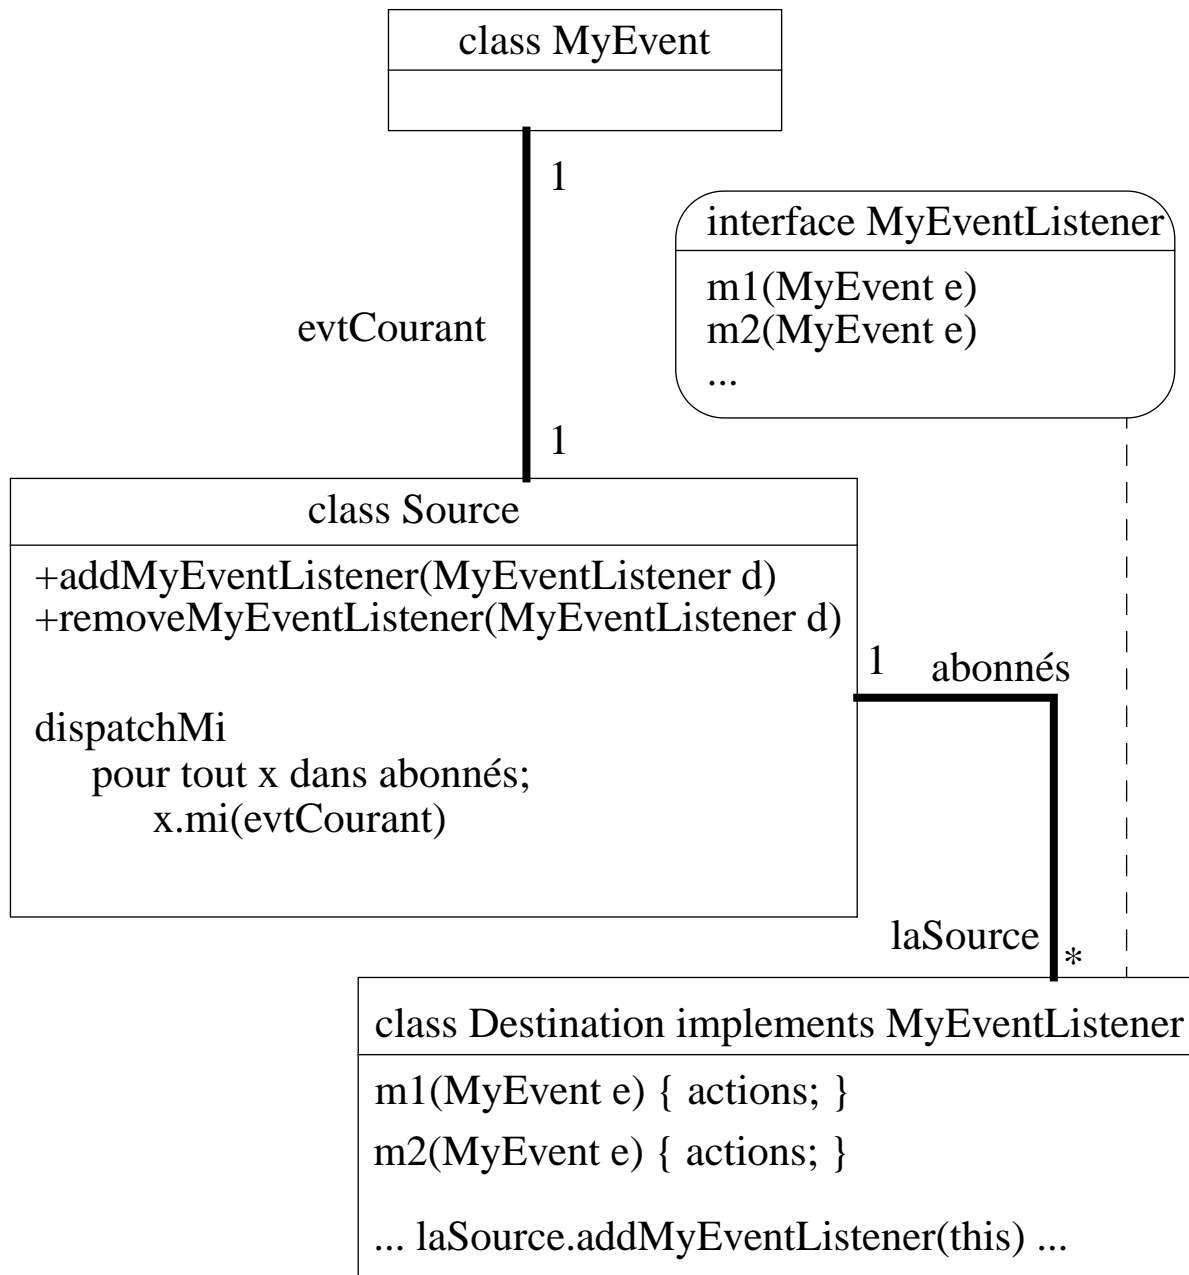 class MyEvent
1
interface MyEventListener
m1(MyEvent e)
m2(MyEvent e)
...
evtCourant
1
class Source
+addMyEventListener(MyEventListener d)
+removeMyEventListener(MyEventListener d)
1
abonnés
dispatchMi
pour tout x dans abonnés;
x.mi(evtCourant)
laSource
*
class Destination implements MyEventListener
m1(MyEvent e) { actions; }
m2(MyEvent e) { actions; }
... laSource.addMyEventListener(this) ...